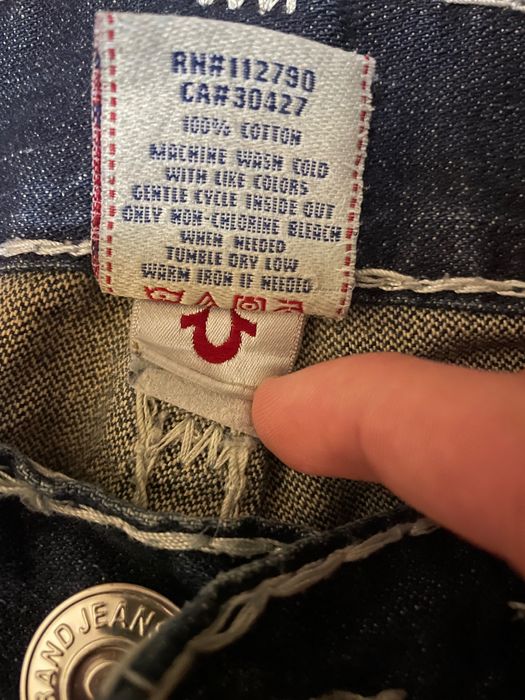 RN#112790
CA#30427
100% COTTON
MACHINE WASH COLD
WITH LIKE COLORS
GENTLE CYCLE INSIDE OUT
ONLY NON-CHLORINE BLEACH
WHEN NEEDED
TUMBLE DRY LOW
WARM IRON IF NEEDED
RAND JEANS